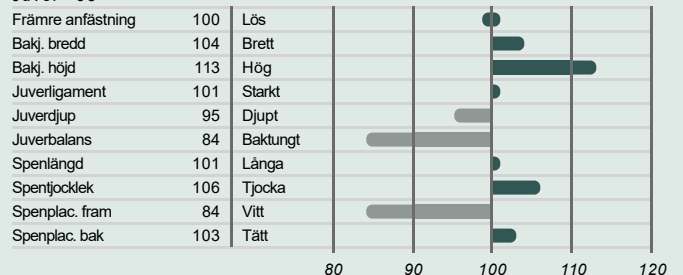 Främre anfästning 100 Lös
Bakj. bredd 104 Brett
Bakj. höjd 113 Hög
Juverligament 101 Starkt
Juverdjup 95 Djupt
Juverbalans 84 Baktungt
Spenlängd 101 Långa
Spentjocklek 106 Tjocka
Spenplac. fram 84 Vitt
Spenplac. bak 103 Tätt
80 90 100 110 120